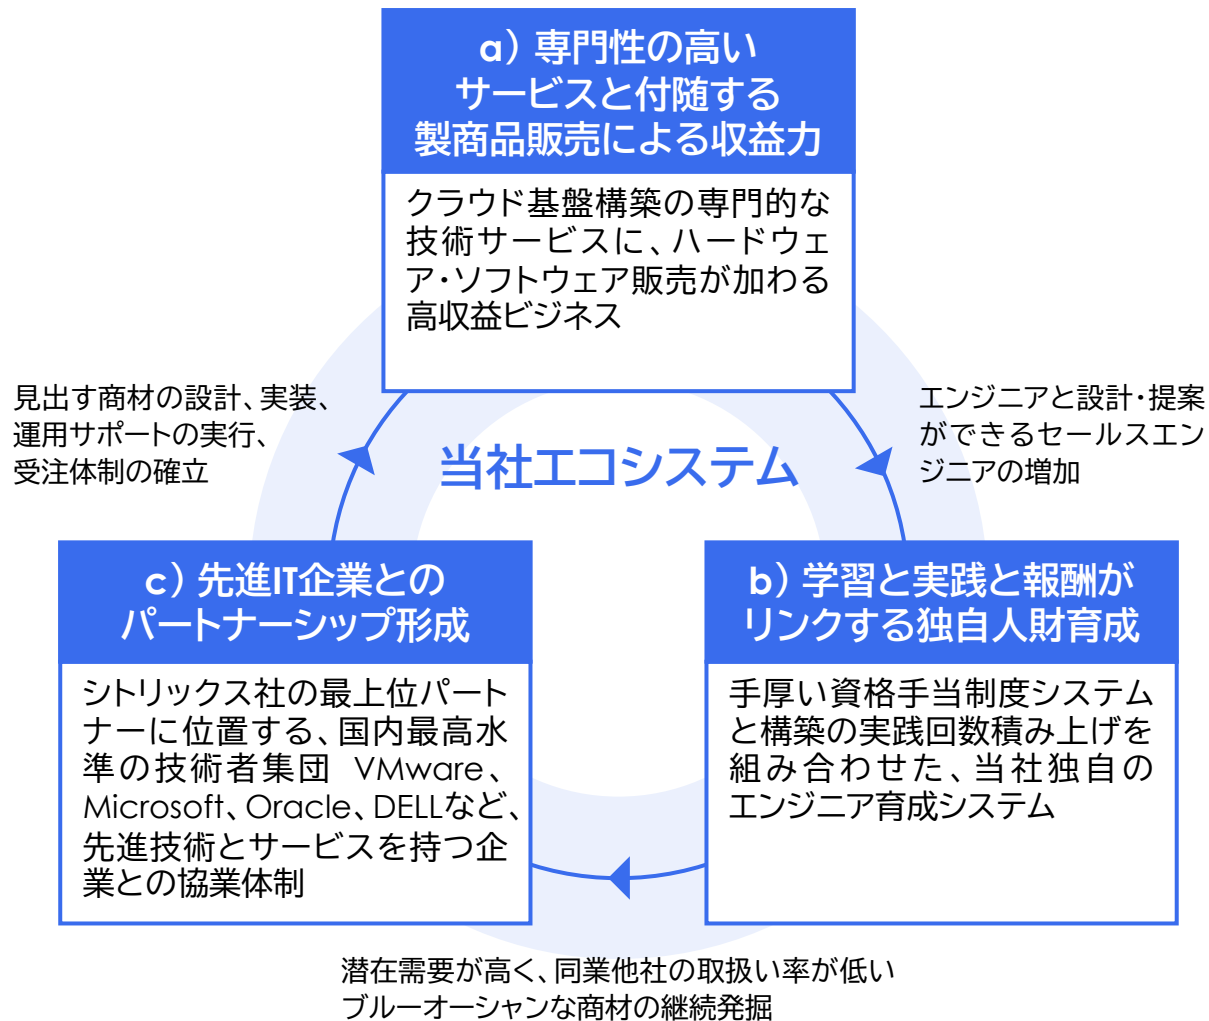 a）専門性の高い
サービスと付随する
製商品販売による収益力
クラウド基盤構築の専門的な
技術サービスに、ハードウェ
ア・ソフトウェア販売が加わる
高収益ビジネス
見出す商材の設計、実装、
運用サポートの実行、
受注体制の確立
当社エコシステム
エンジニアと設計・提案
ができるセールスエン
ジニアの増加
c）先進IT企業との
パートナーシップ形成
シトリックス社の最上位パート
ナーに位置する、国内最高水
準の技術者集団 VMware、
Microsoft、Oracle、DELLなど、
先進技術とサービスを持つ企
業との協業体制
b）学習と実践と報酬が
リンクする独自人財育成
手厚い資格手当制度システム
と構築の実践回数積み上げを
組み合わせた、当社独自の
エンジニア育成システム
潜在需要が高く、同業他社の取扱い率が低い
ブルーオーシャンな商材の継続発掘